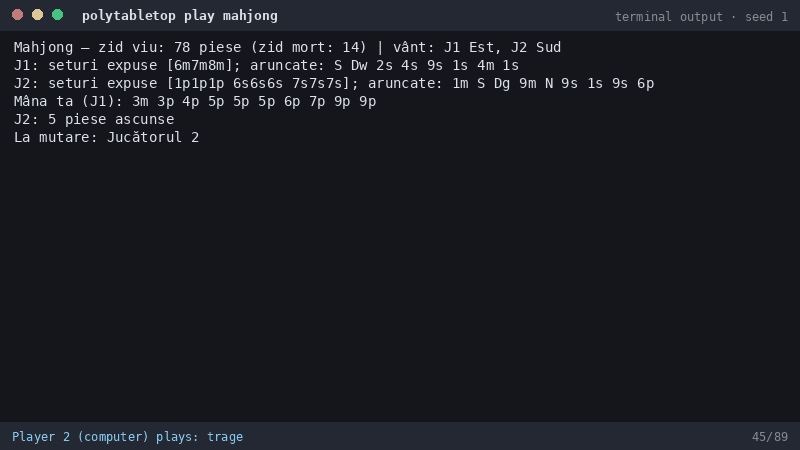 polytabletop play mahjong
terminal output · seed 1
Mahjong — zid viu: 78 piese (zid mort: 14) | vânt: J1 Est, J2 Sud
J1: seturi expuse [6m7m8m]; aruncate: S Dw 2s 4s 9s 1s 4m 1s
J2: seturi expuse [1p1p1p 6s6s6s 7s7s7s]; aruncate: 1m S Dg 9m N 9s 1s 9s 6p
Mâna ta (J1): 3m 3p 4p 5p 5p 5p 6p 7p 9p 9p
J2: 5 piese ascunse
La mutare: Jucătorul 2
Player 2 (computer) plays: trage
45/89